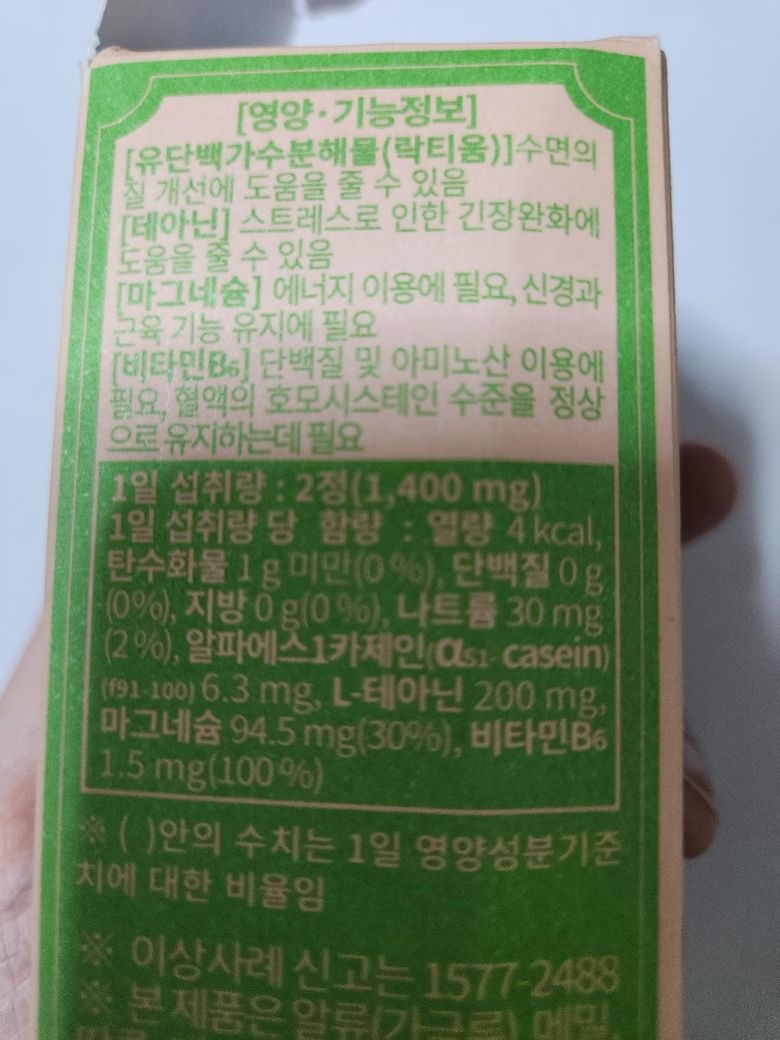 [영양·기능정보]
[유단백가수분해물(락티움)]수면의
질 개선에 도움을 줄 수 있음
[테아닌] 스트레스로 인한 긴장완화에
도움을 줄 수 있음
[마그네슘] 에너지 이용에 필요, 신경과
근육 기능 유지에 필요
[비타민B₆] 단백질 및 아미노산 이용에
필요, 혈액의 호모시스테인 수준을 정상
으로 유지하는데 필요
1일 섭취량 : 2정(1,400 mg)
1일 섭취량 당 함량 : 열량 4 kcal,
탄수화물 1 g 미만(0 %), 단백질 0 g
(0%), 지방 0 g(0 %), 나트륨 30 mg
(2 %), 알파에스1카제인(αs1- casein)
(f91-100) 6.3 mg, L-테아닌 200 mg,
마그네슘 94.5 mg(30%), 비타민B₆
1.5 mg(100 %)
※ ( )안의 수치는 1일 영양성분기준
치에 대한 비율임
※ 이상사례 신고는 1577-2488
※ 본 제품은 알류(가금류), 메밀,